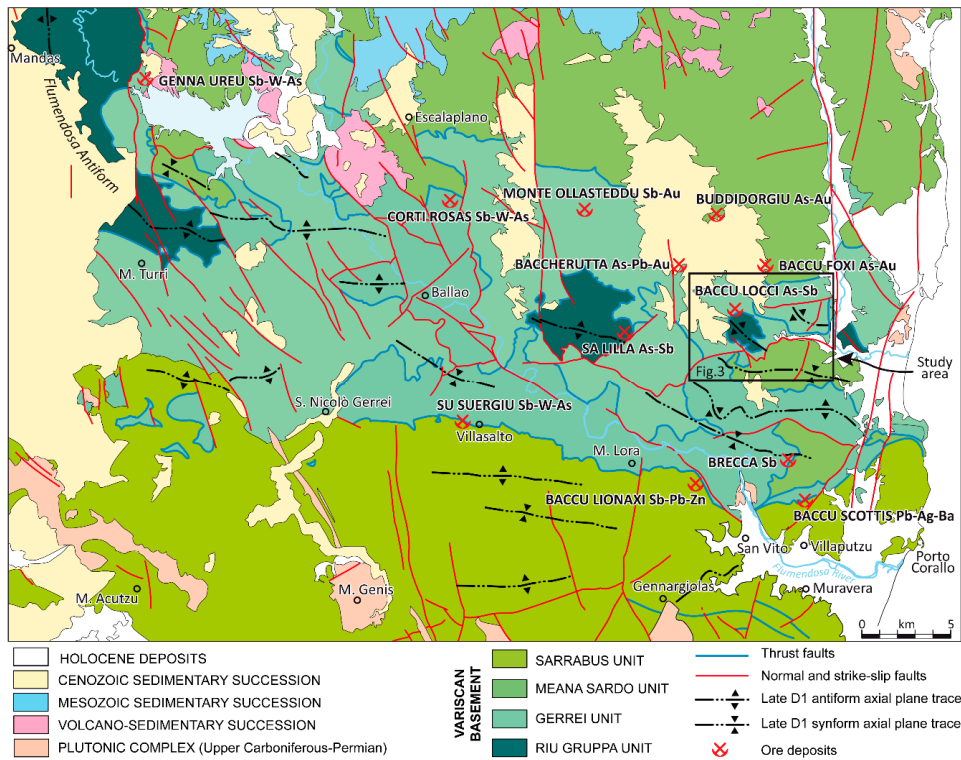 Mandas
GENNA UREU Sb-W-As
Flumendosa Antiform
Escalaplano
MONTE OLLASTEDDU Sb-Au
BUDDIDORGIU As-Au
CORTI ROSAS Sb-W-As
BACCHERUTTA As-Pb-Au
BACCU FOXI As-Au
M. Turri
Ballao
BACCU LOCCI As-Sb
SA LILLA As-Sb
Fig.3
Study
area
S. Nicolò Gerrei
SU SUERGIU Sb-W-As
Villasalto
M. Lora
BRECCA Sb
BACCU LIONAXI Sb-Pb-Zn
BACCU SCOTTIS Pb-Ag-Ba
San Vito
Villaputzu
Porto
Corallo
Flumendosa River
M. Acutzu
M. Genis
Gennargiolas
Muravera
0 km 5
HOLOCENE DEPOSITS
CENOZOIC SEDIMENTARY SUCCESSION
MESOZOIC SEDIMENTARY SUCCESSION
VOLCANO-SEDIMENTARY SUCCESSION
PLUTONIC COMPLEX (Upper Carboniferous-Permian)
VARISCAN
BASEMENT
SARRABUS UNIT
MEANA SARDO UNIT
GERREI UNIT
RIU GRUPPA UNIT
Thrust faults
Normal and strike-slip faults
Late D1 antiform axial plane trace
Late D1 synform axial plane trace
Ore deposits